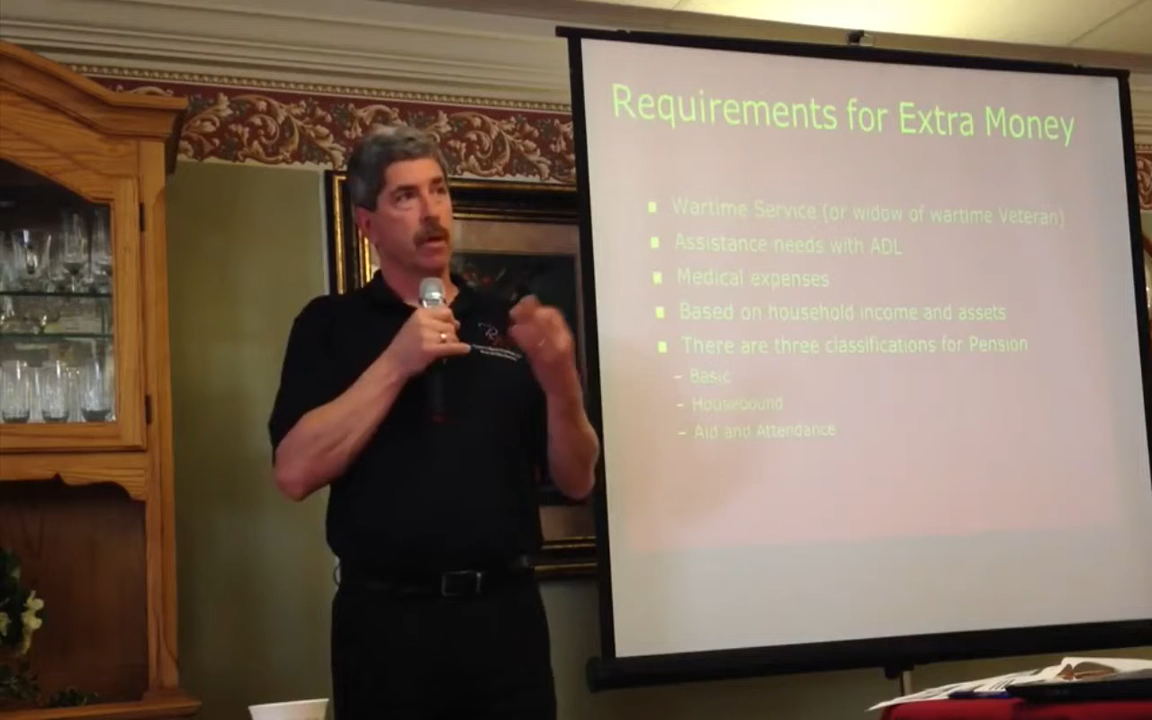 Requirements for Extra Money
Wartime Service (or widow of wartime Veteran)
Assistance needs with ADL
Medical expenses
Based on household income and assets
There are three classifications for Pension
– Basic
– Housebound
– Aid and Attendance